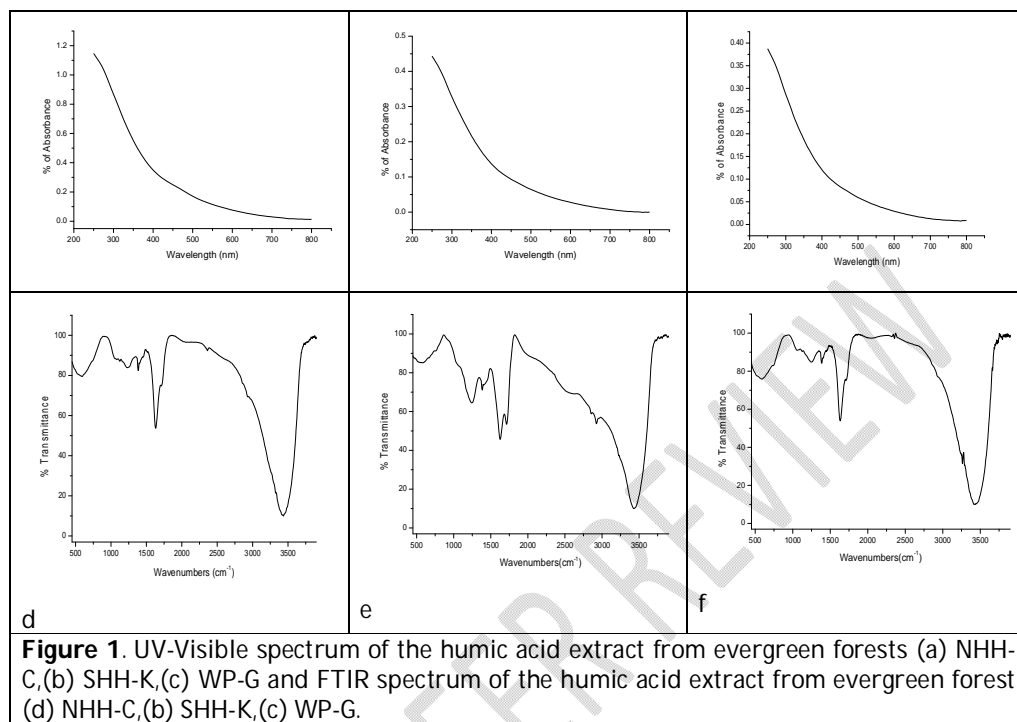 % of Absorbance
1.2
1.0
0.8
0.6
0.4
0.2
0.0
200 300 400 500 600 700 800
Wavelength (nm)
% of Absorbance
0.5
0.4
0.3
0.2
0.1
0.0
200 300 400 500 600 700 800
Wavelength (nm)
% of Absorbance
0.40
0.35
0.30
0.25
0.20
0.15
0.10
0.05
0.00
200 300 400 500 600 700 800
Wavelength (nm)
% Transmittance
100
80
60
40
20
0
500 1000 1500 2000 2500 3000 3500
Wavenumbers (cm⁻¹)
d
% Transmittance
100
90
80
70
60
50
40
30
20
10
0
500 1000 1500 2000 2500 3000 3500
Wavenumbers(cm⁻¹)
e
% Transmittance
100
80
60
40
20
0
500 1000 1500 2000 2500 3000 3500
Wavenumbers(cm⁻¹)
f
Figure 1. UV-Visible spectrum of the humic acid extract from evergreen forests (a) NHH-
C,(b) SHH-K,(c) WP-G and FTIR spectrum of the humic acid extract from evergreen forest
(d) NHH-C,(b) SHH-K,(c) WP-G.
TER REVIEW